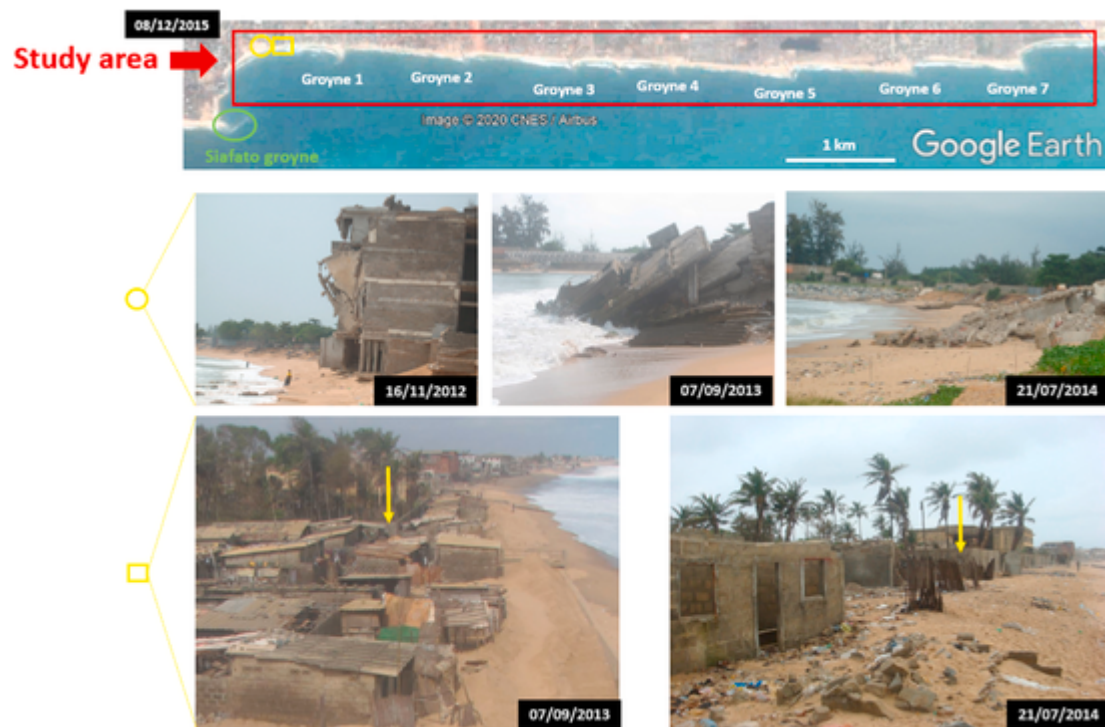 08/12/2015
Study area
Groyne 1
Groyne 2
Groyne 3
Groyne 4
Groyne 5
Groyne 6
Groyne 7
Image © 2020 CNES / Airbus
Siafato groyne
1 km
Google Earth
16/11/2012
07/09/2013
21/07/2014
07/09/2013
21/07/2014